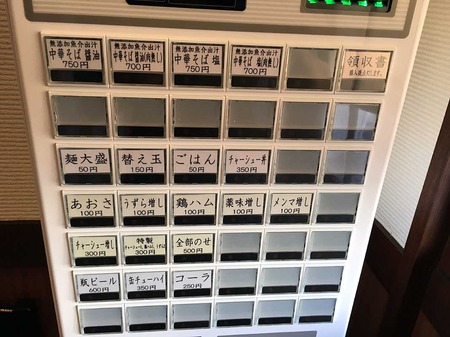 無添加魚介出汁
中華そば 醤油
750円
無添加魚介出汁
中華そば 醤油(肉無し)
700円
無添加魚介出汁
中華そば 塩
750円
無添加魚介出汁
中華そば 塩(肉無し)
700円
領収書
麺大盛
50円
替え玉
150円
ごはん
50円
チャーシュー丼
350円
あおさ
100円
うずら増し
100円
鶏ハム
100円
薬味増し
100円
メンマ増し
100円
チャーシュー増し
300円
特製
300円
全部のせ
500円
瓶ビール
600円
缶チューハイ
350円
コーラ
250円